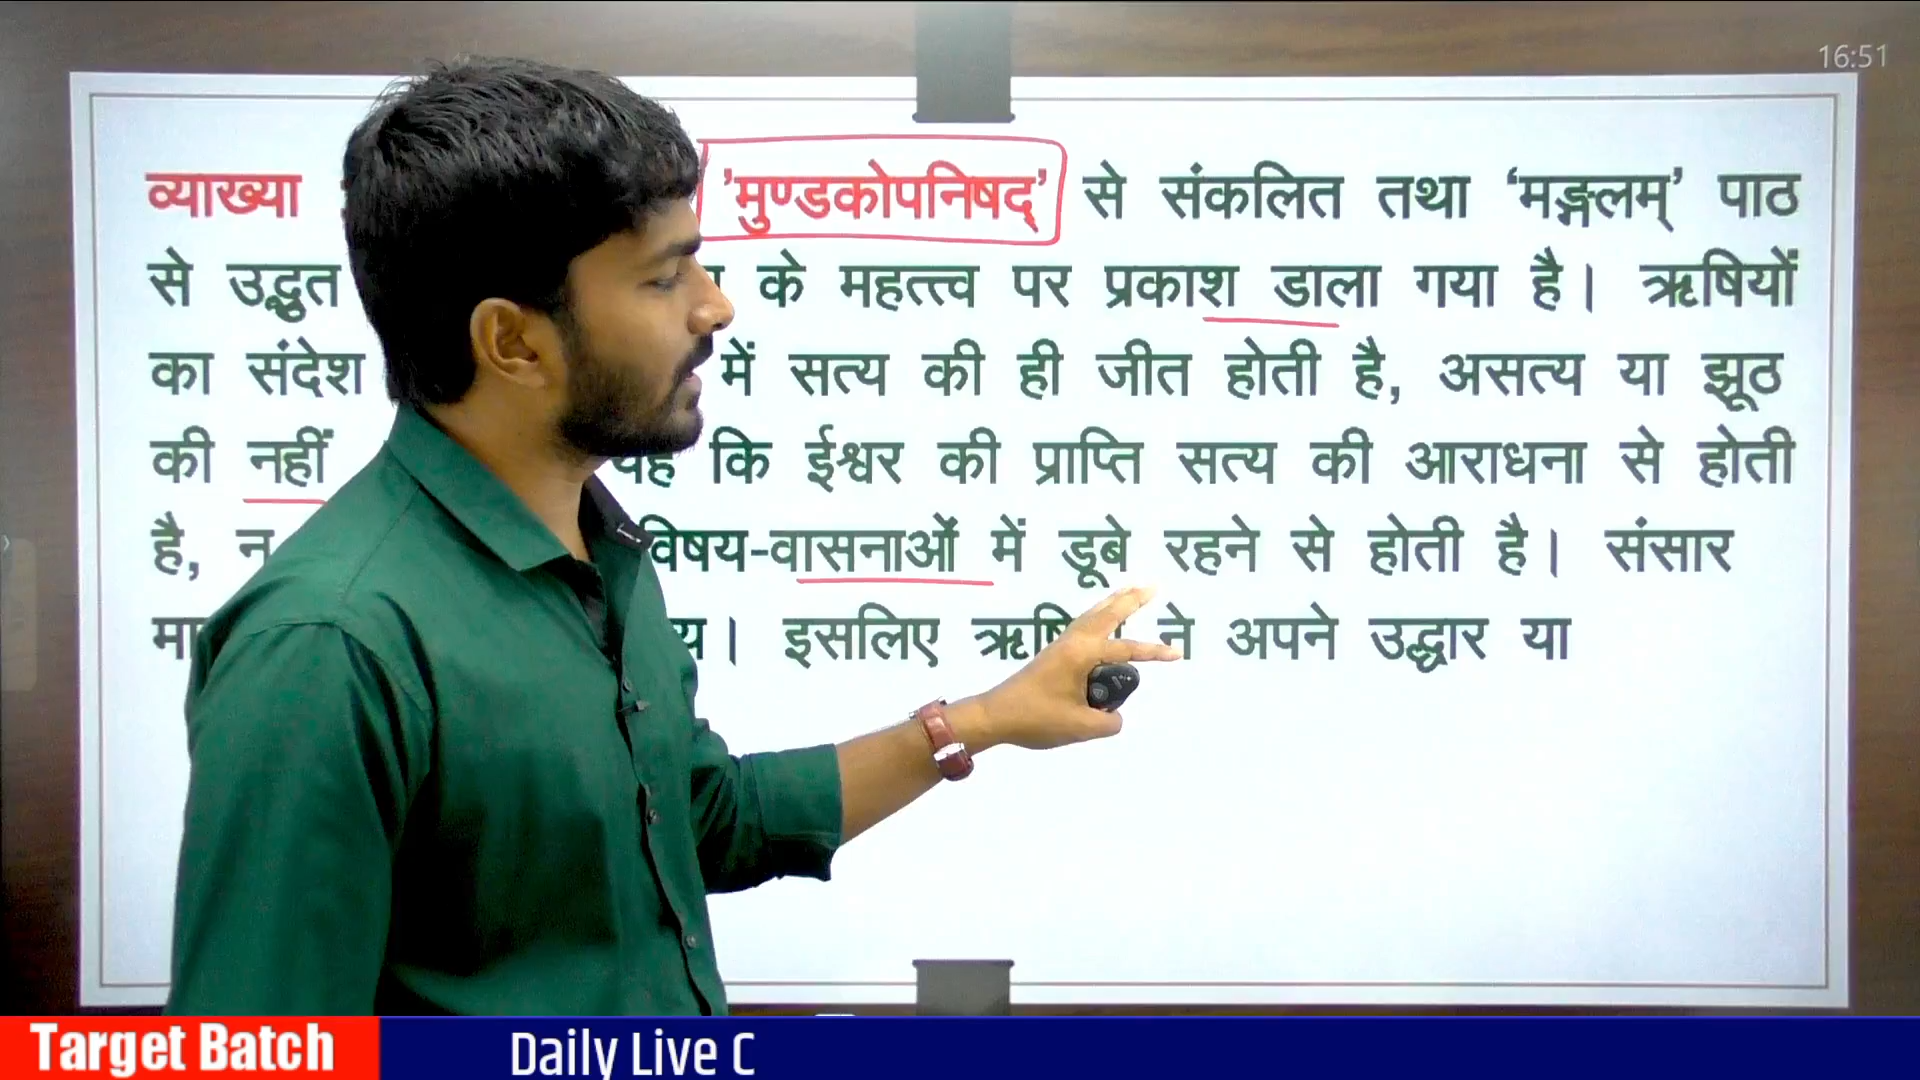 16:51
व्याख्या 'मुण्डकोपनिषद्' से संकलित तथा ‘मङ्गलम्’ पाठ
से उद्धृत के महत्त्व पर प्रकाश डाला गया है। ऋषियों
का संदेश में सत्य की ही जीत होती है, असत्य या झूठ
की नहीं यह कि ईश्वर की प्राप्ति सत्य की आराधना से होती
है, न विषय-वासनाओं में डूबे रहने से होती है। संसार
इसलिए ने अपने उद्धार या
Target Batch
Daily Live C